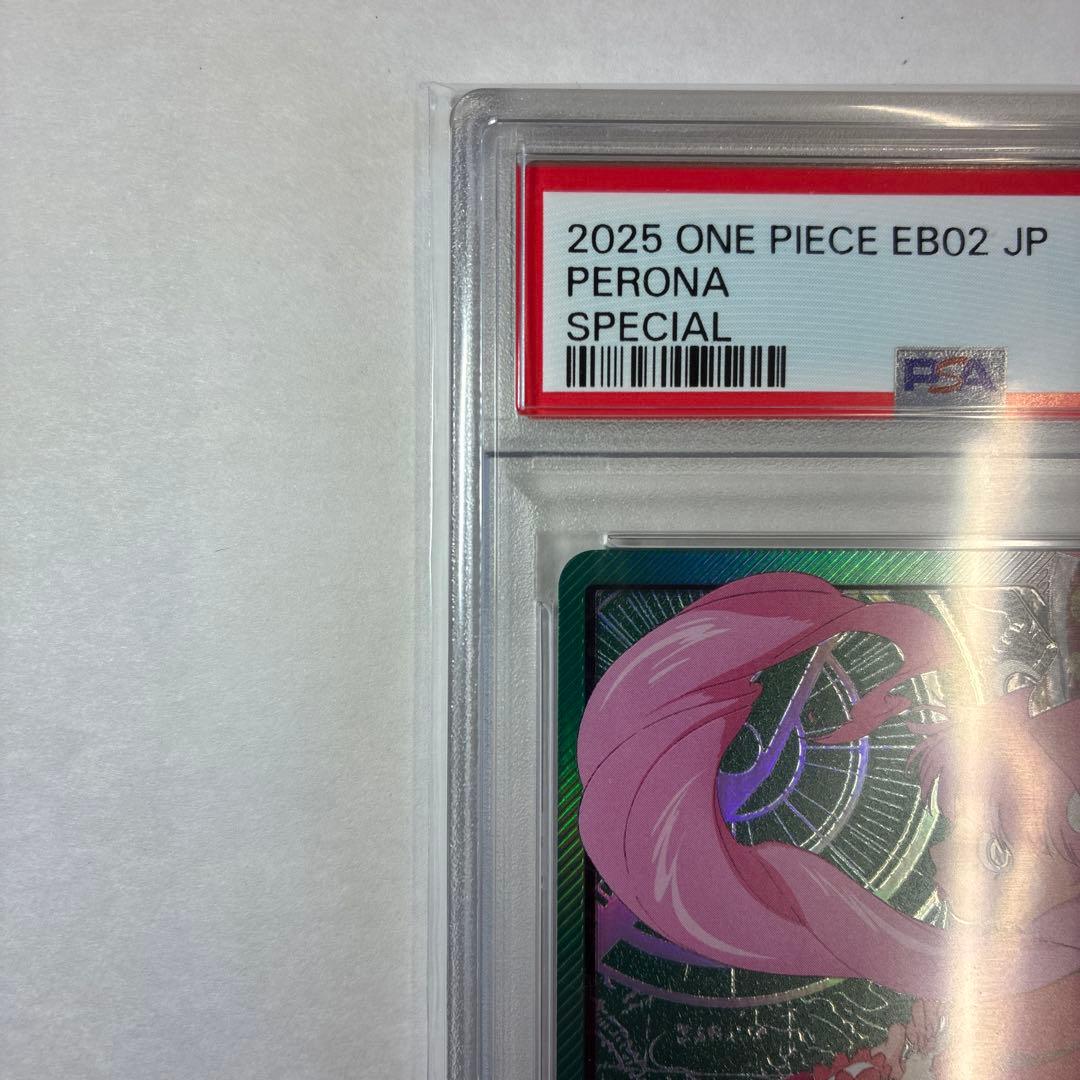 2025 ONE PIECE EB02 JP
PERONA
SPECIAL
PSA